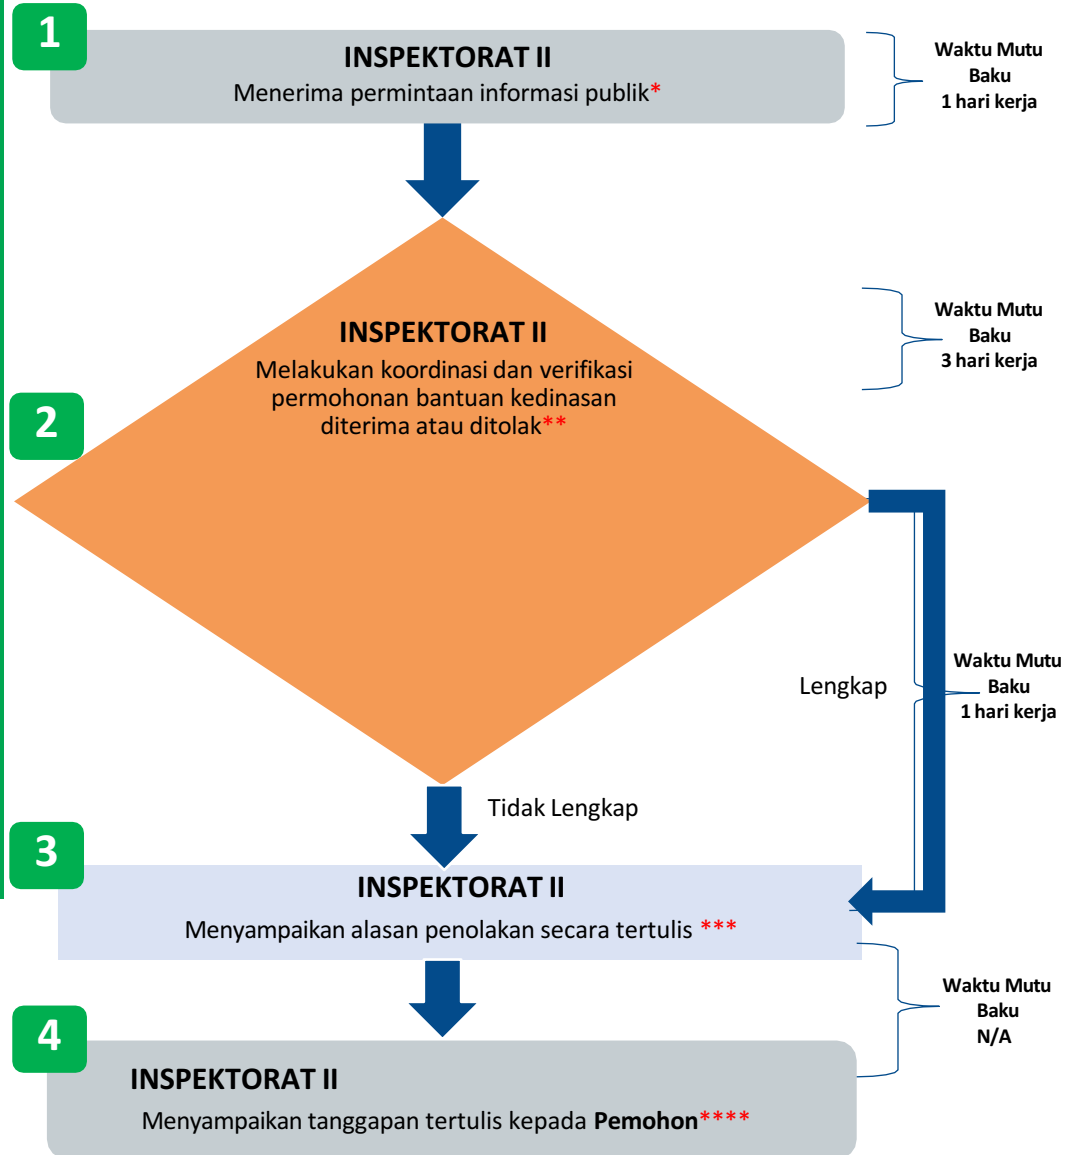 1
INSPEKTORAT II
Menerima permintaan informasi publik*
Waktu Mutu
Baku
1 hari kerja
INSPEKTORAT II
Melakukan koordinasi dan verifikasi
permohonan bantuan kedinasan
diterima atau ditolak**
Waktu Mutu
Baku
3 hari kerja
2
Lengkap
Waktu Mutu
Baku
1 hari kerja
Tidak Lengkap
3
INSPEKTORAT II
Menyampaikan alasan penolakan secara tertulis ***
Waktu Mutu
Baku
N/A
4
INSPEKTORAT II
Menyampaikan tanggapan tertulis kepada Pemohon****